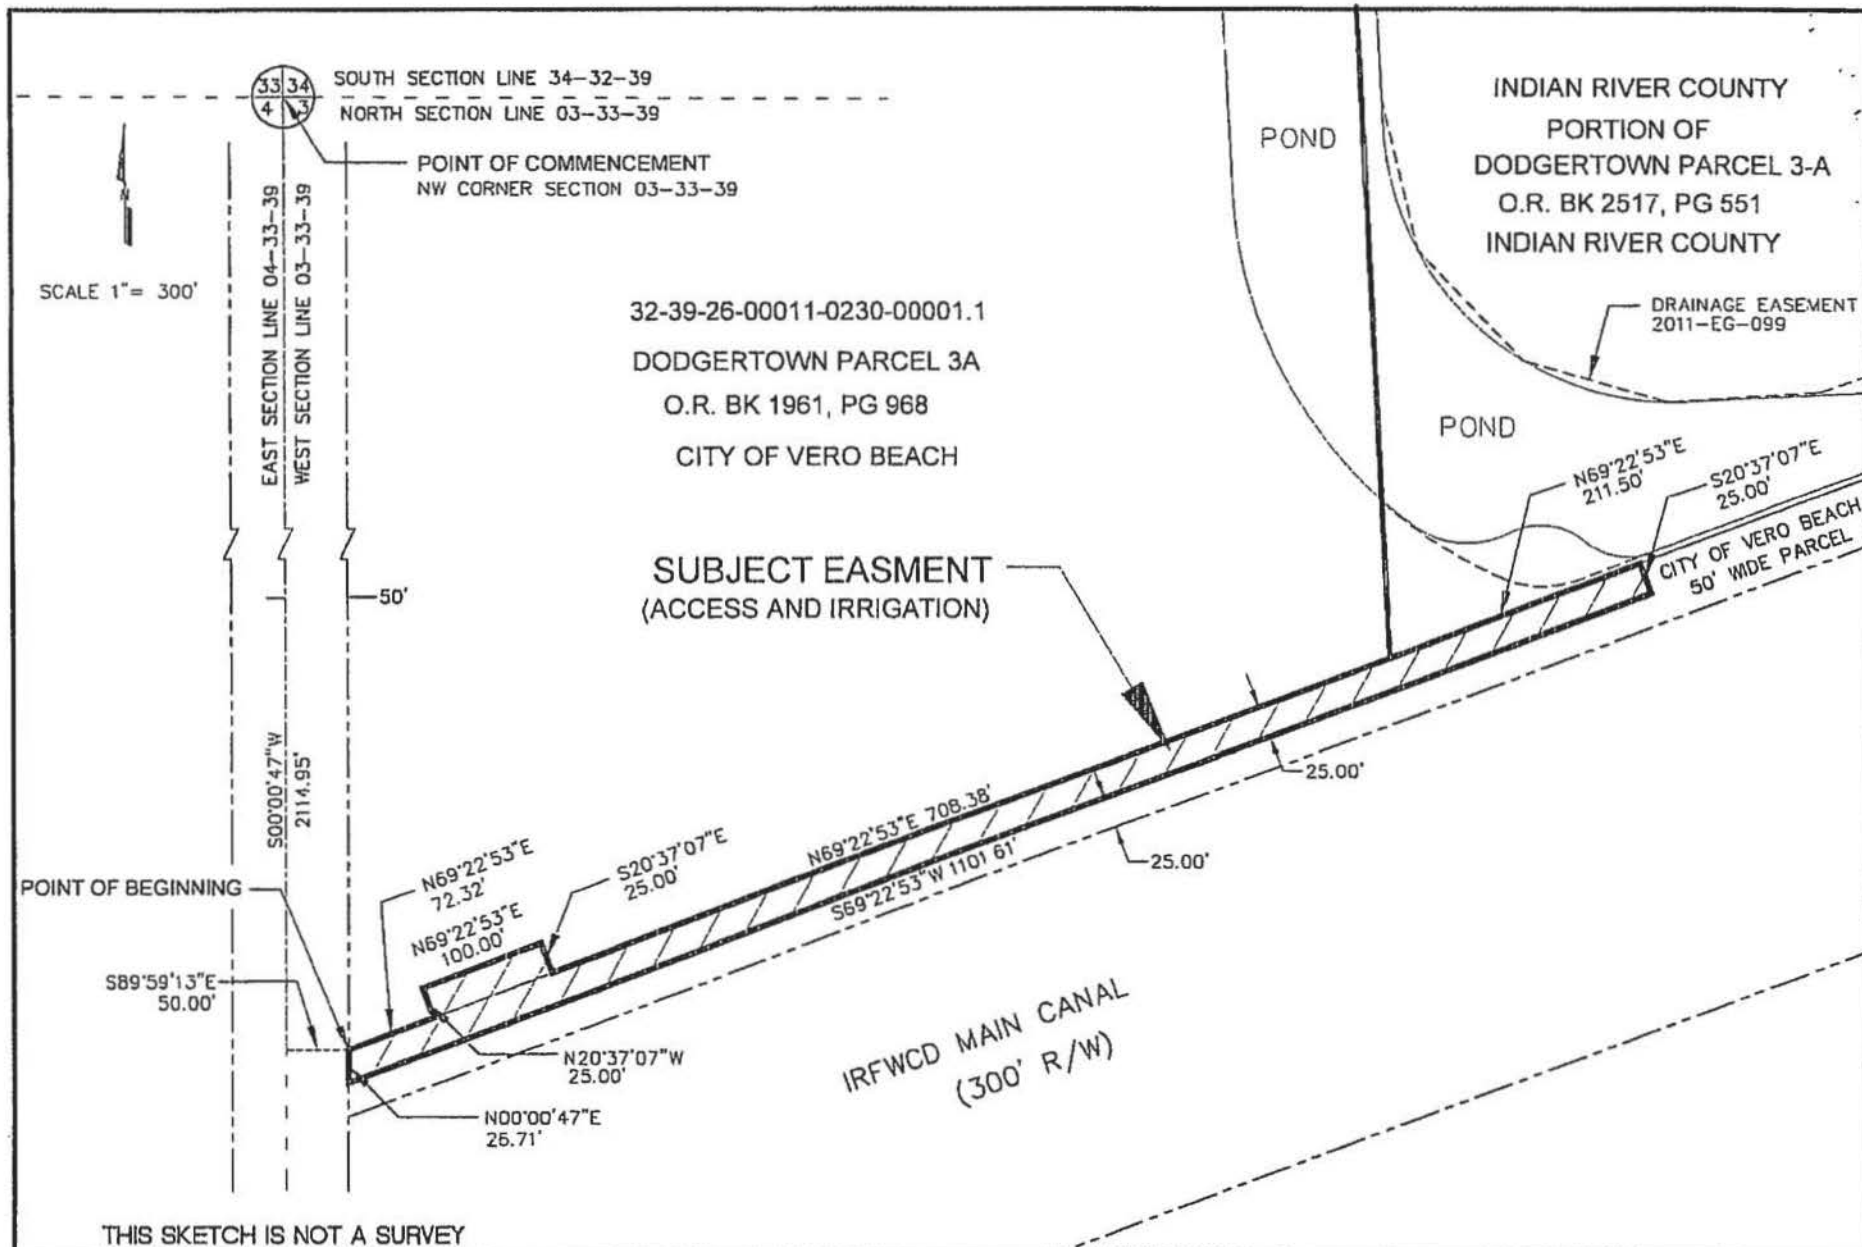 33 34
4 3
SOUTH SECTION LINE 34-32-39
NORTH SECTION LINE 03-33-39
POINT OF COMMENCEMENT
NW CORNER SECTION 03-33-39
N
SCALE 1"= 300'
EAST SECTION LINE 04-33-39
WEST SECTION LINE 03-33-39
32-39-26-00011-0230-00001.1
DODGERTOWN PARCEL 3A
O.R. BK 1961, PG 968
CITY OF VERO BEACH
POND
INDIAN RIVER COUNTY
PORTION OF
DODGERTOWN PARCEL 3-A
O.R. BK 2517, PG 551
INDIAN RIVER COUNTY
DRAINAGE EASEMENT
2011-EG-099
POND
N69°22'53"E
211.50'
S20°37'07"E
25.00'
CITY OF VERO BEACH
50' WIDE PARCEL
SUBJECT EASMENT
(ACCESS AND IRRIGATION)
50'
S00°00'47"W
2114.95'
25.00'
25.00'
N69°22'53"E 708.38'
S69°22'53"W 1101 61'
POINT OF BEGINNING
N69°22'53"E
72.32'
N69°22'53"E
100.00'
S20°37'07"E
25.00'
S89°59'13"E
50.00'
N20°37'07"W
25.00'
N00°00'47"E
26.71'
IRFWCD MAIN CANAL
(300' R/W)
THIS SKETCH IS NOT A SURVEY